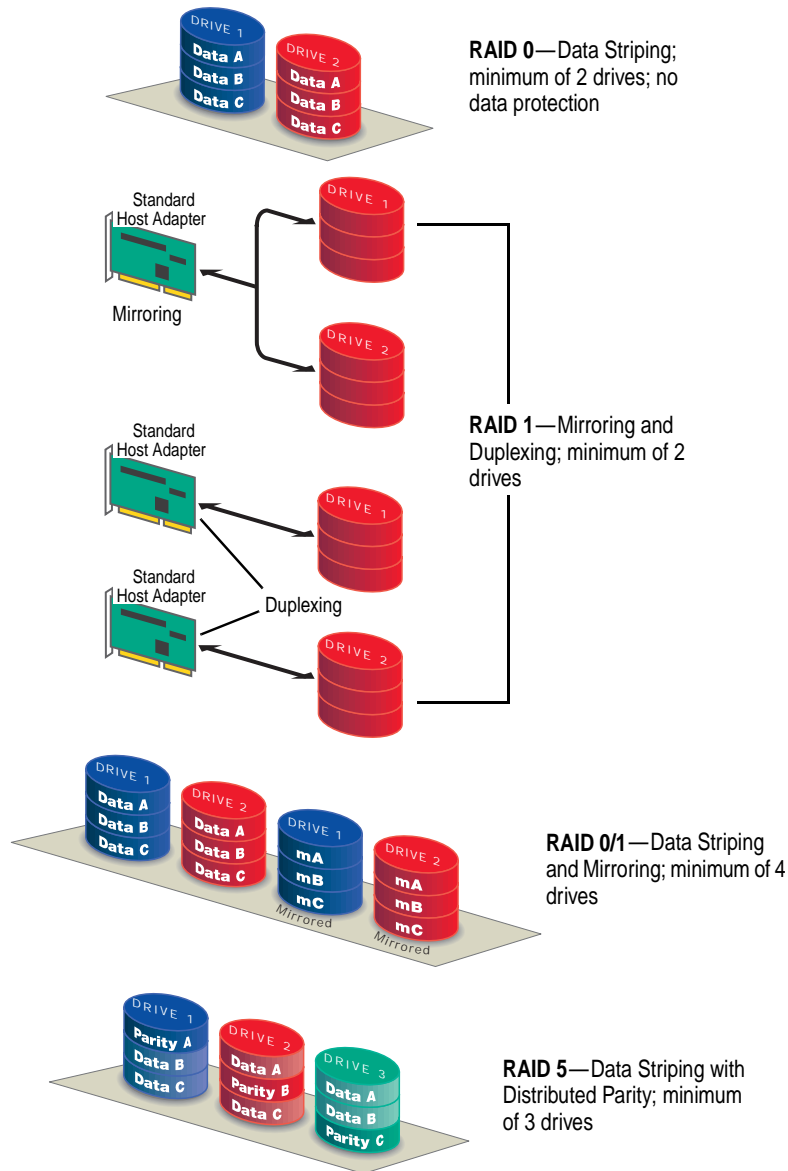 DRIVE 1
Data A
Data B
Data C
DRIVE 2
Data A
Data B
Data C
RAID 0—Data Striping;
minimum of 2 drives; no
data protection
Standard
Host Adapter
Mirroring
DRIVE 1
DRIVE 2
RAID 1—Mirroring and
Duplexing; minimum of 2
drives
Standard
Host Adapter
DRIVE 1
Standard
Host Adapter
Duplexing
DRIVE 2
DRIVE 1
Data A
Data B
Data C
DRIVE 2
Data A
Data B
Data C
DRIVE 1
mA
mB
mC
Mirrored
DRIVE 2
mA
mB
mC
Mirrored
RAID 0/1—Data Striping
and Mirroring; minimum of 4
drives
DRIVE 1
Parity A
Data B
Data C
DRIVE 2
Data A
Parity B
Data C
DRIVE 3
Data A
Data B
Parity C
RAID 5—Data Striping with
Distributed Parity; minimum
of 3 drives